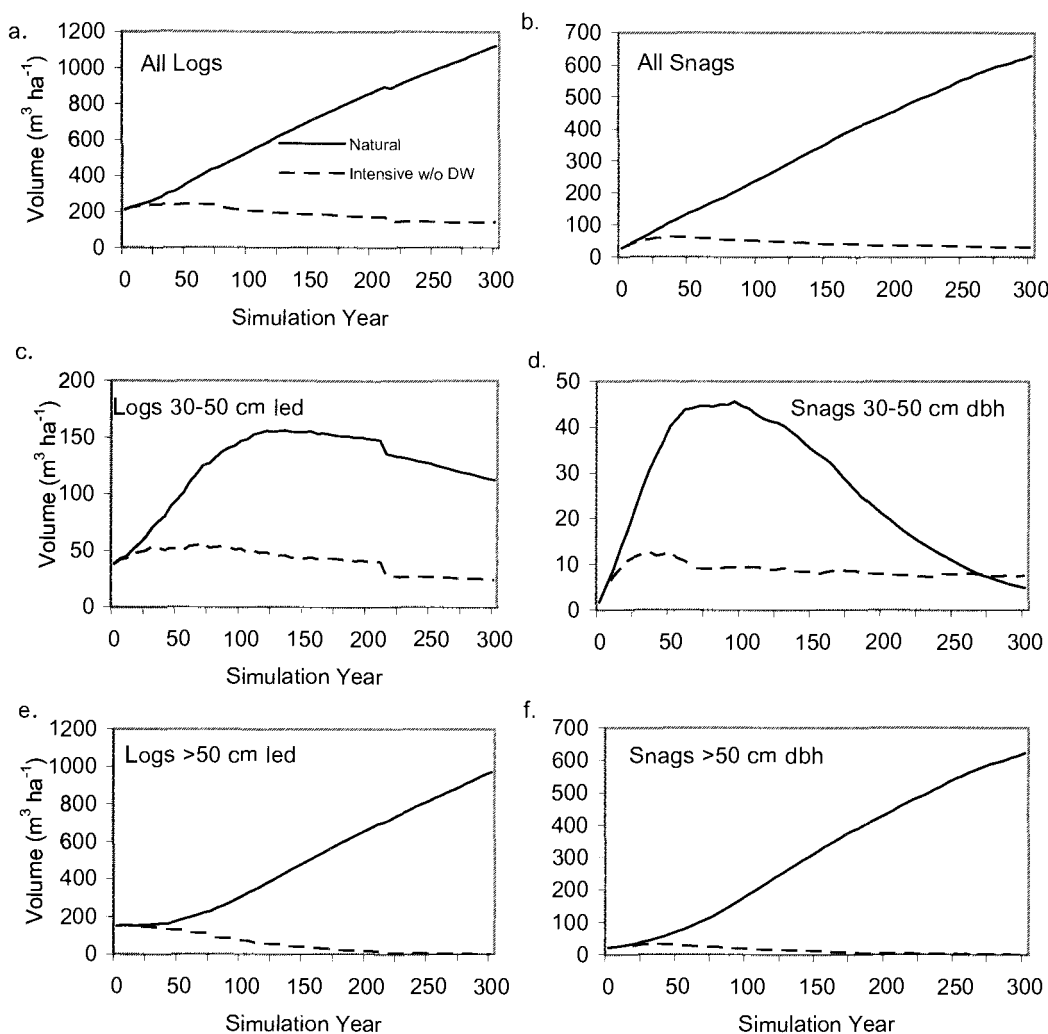 a.
All Logs
Volume (m³ ha⁻¹)
1200
1000
800
600
400
200
0
Natural
Intensive w/o DW
0 50 100 150 200 250 300
Simulation Year
b.
All Snags
700
600
500
400
300
200
100
0
0 50 100 150 200 250 300
Simulation Year
c.
Logs 30-50 cm led
Volume (m³ ha⁻¹)
200
150
100
50
0
0 50 100 150 200 250 300
Simulation Year
d.
Snags 30-50 cm dbh
50
40
30
20
10
0
0 50 100 150 200 250 300
Simulation Year
e.
Logs >50 cm led
Volume (m³ ha⁻¹)
1200
1000
800
600
400
200
0
0 50 100 150 200 250 300
Simulation Year
f.
Snags >50 cm dbh
700
600
500
400
300
200
100
0
0 50 100 150 200 250 300
Simulation Year